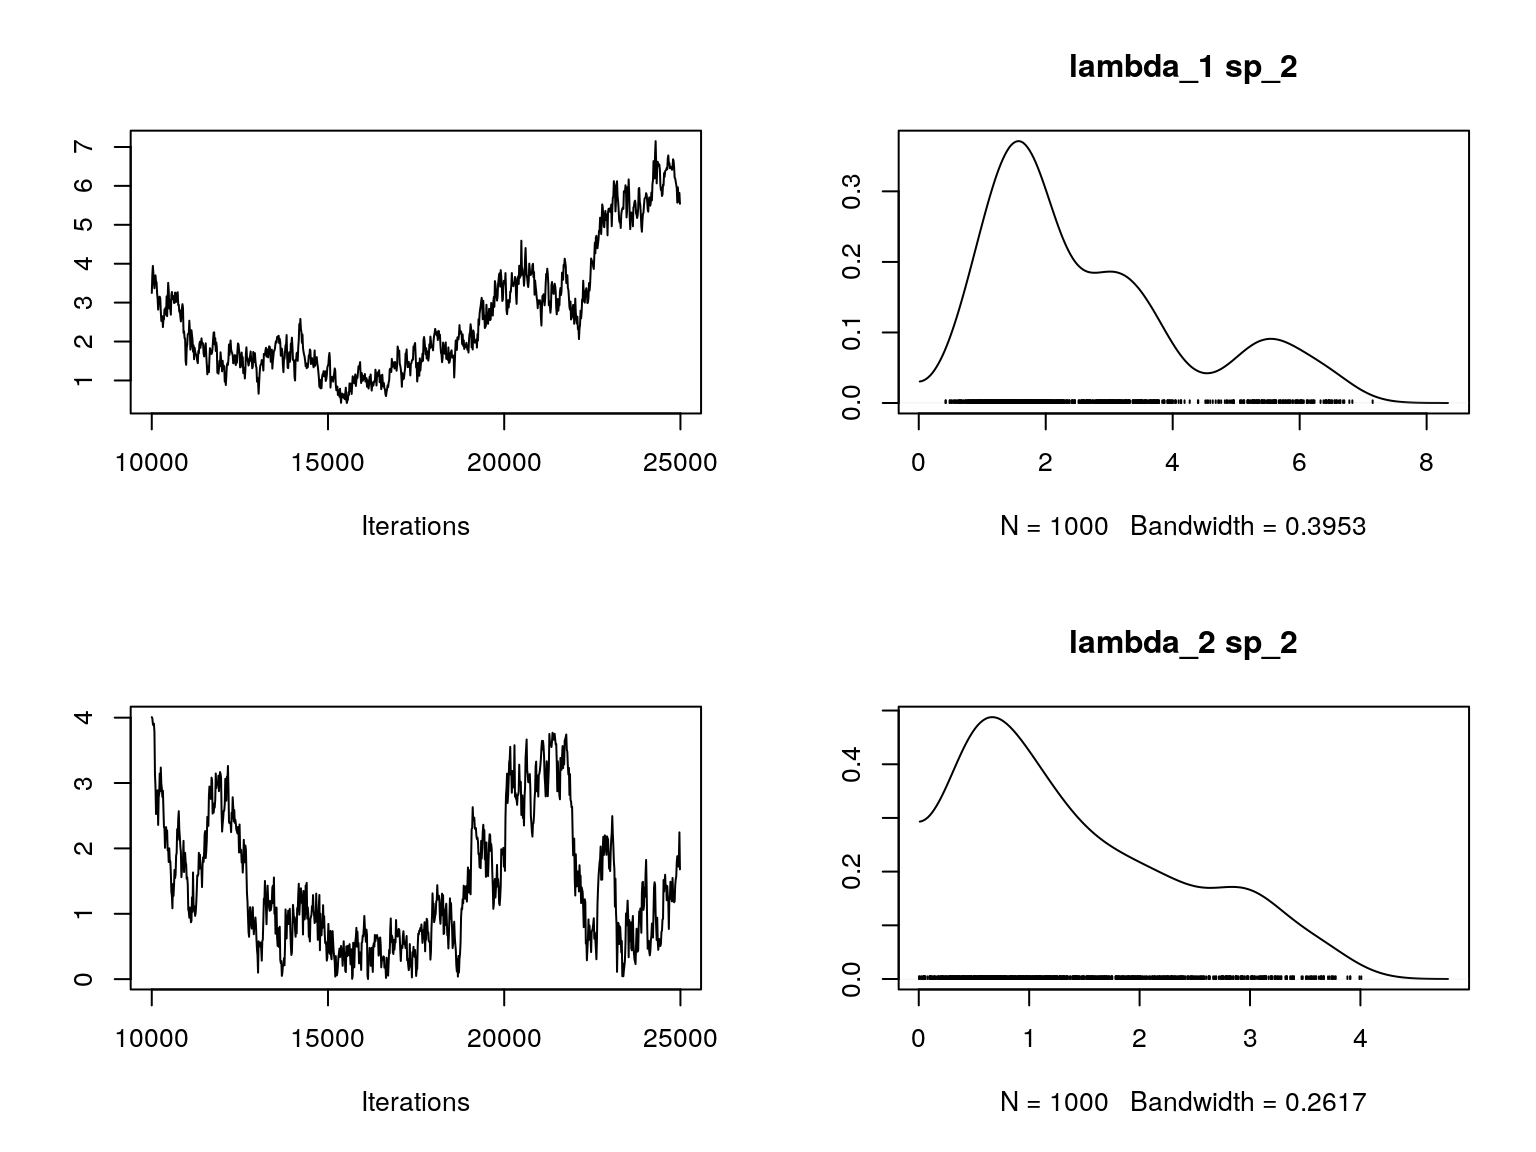 lambda_1 sp_2
7
6
5
4
3
2
1
10000 15000 20000 25000
Iterations
0.3
0.2
0.1
0.0
0 2 4 6 8
N = 1000 Bandwidth = 0.3953
lambda_2 sp_2
4
3
2
1
0
10000 15000 20000 25000
Iterations
0.4
0.2
0.0
0 1 2 3 4
N = 1000 Bandwidth = 0.2617